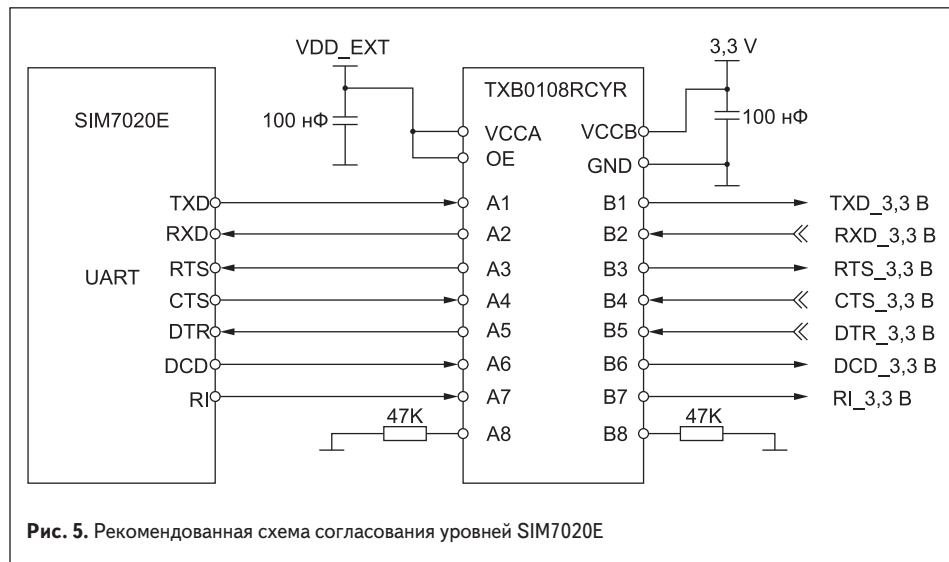 VDD_EXT
3,3 V
SIM7020E
TXB0108RCYR
100 нФ
VCCA
VCCB
100 нФ
OE
GND
TXD
A1
B1
TXD_3,3 В
RXD
A2
B2
RXD_3,3 В
RTS
A3
B3
RTS_3,3 В
UART
CTS
A4
B4
CTS_3,3 В
DTR
A5
B5
DTR_3,3 В
DCD
A6
B6
DCD_3,3 В
RI
A7
B7
RI_3,3 В
47K
A8
B8
47K
Рис. 5. Рекомендованная схема согласования уровней SIM7020E